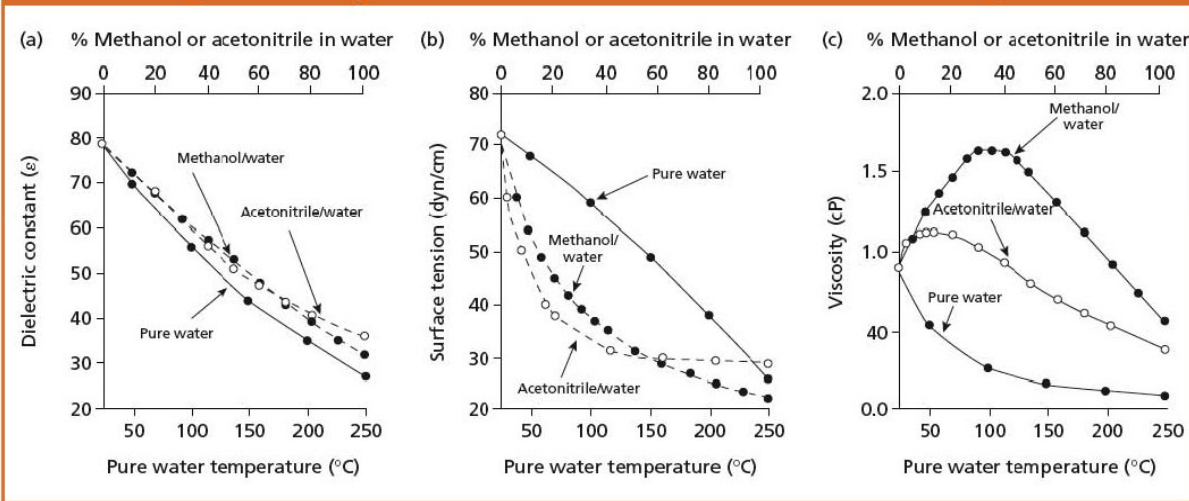 (a) % Methanol or acetonitrile in water
0 20 40 60 80 100
90
80
70
60
50
40
30
20
Dielectric constant (ε)
Methanol/water
Acetonitrile/water
Pure water
50 100 150 200 250
Pure water temperature (°C)
(b) % Methanol or acetonitrile in water
0 20 40 60 80 100
80
70
60
50
40
30
20
Surface tension (dyn/cm)
Pure water
Methanol/
water
Acetonitrile/water
50 100 150 200 250
Pure water temperature (°C)
(c) % Methanol or acetonitrile in water
0 20 40 60 80 100
2.0
1.5
1.0
40
0.0
Viscosity (cP)
Methanol/
water
Acetonitrile/water
Pure water
50 100 150 200 250
Pure water temperature (°C)